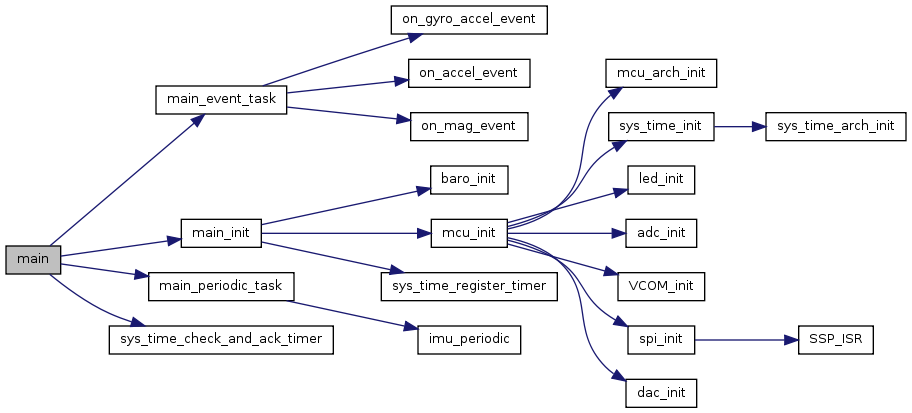 on_gyro_accel_event
on_accel_event
mcu_arch_init
main_event_task
on_mag_event
sys_time_init
sys_time_arch_init
baro_init
led_init
main_init
mcu_init
adc_init
main
main_periodic_task
sys_time_register_timer
VCOM_init
sys_time_check_and_ack_timer
imu_periodic
spi_init
SSP_ISR
dac_init